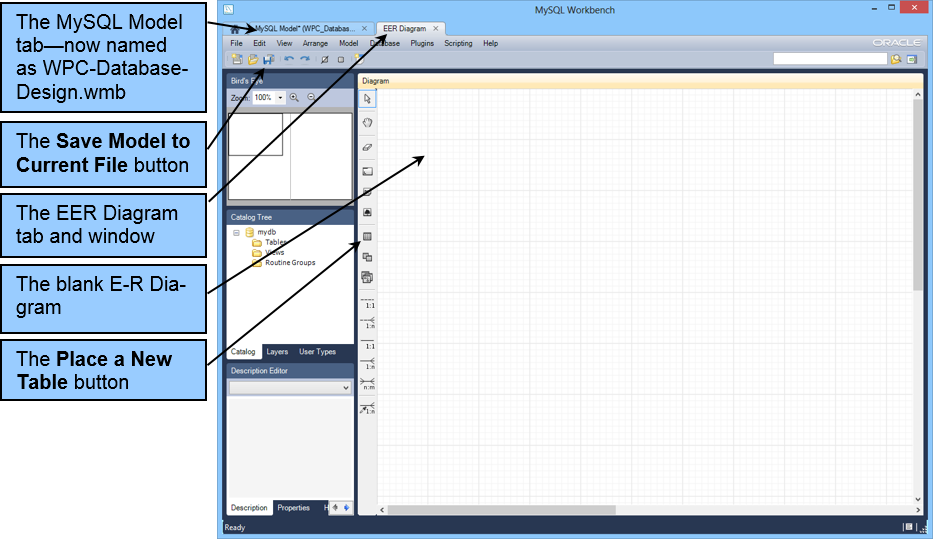 The MySQL Model
tab—now named
as WPC-Database-
Design.wmb
The Save Model to
Current File button
The EER Diagram
tab and window
The blank E-R Dia-
gram
The Place a New
Table button
MySQL Workbench
MySQL Model* (WPC_Databas...
EER Diagram
File Edit View Arrange Model Database Plugins Scripting Help
ORACLE
Bird's Eye
Zoom: 100%
Diagram
Catalog Tree
mydb
Tables
Views
Routine Groups
Catalog Layers User Types
Description Editor
Description Properties H
1:1
1:n
1:1
1:n
n:m
1:n
Ready